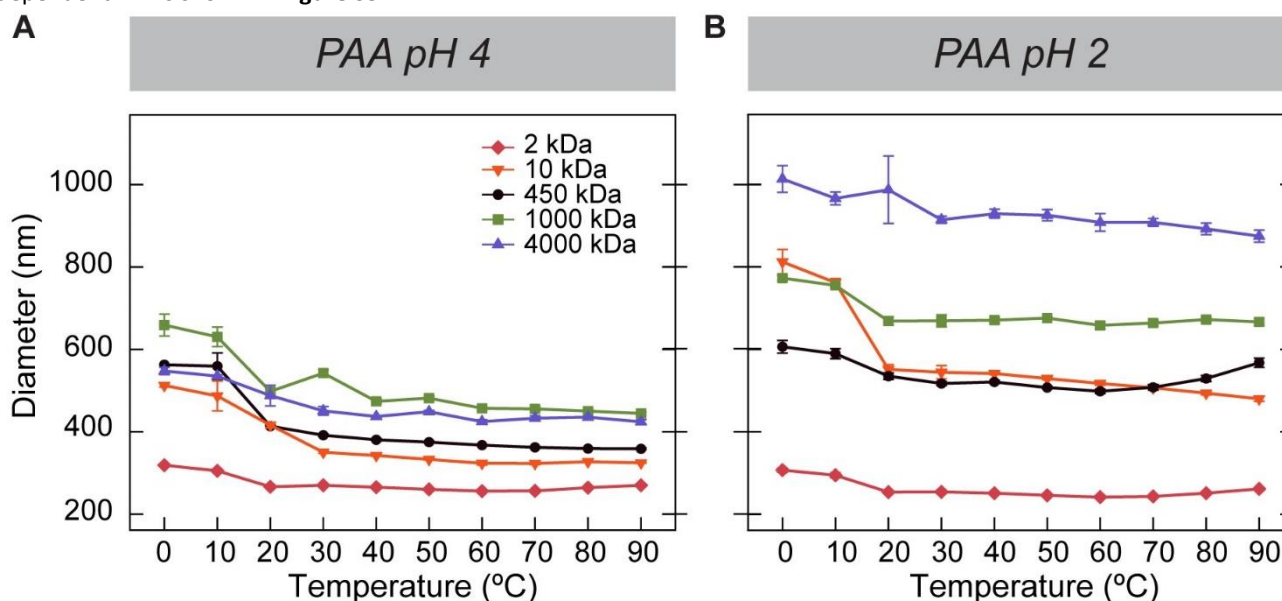 A
PAA pH 4
B
PAA pH 2
2 kDa
10 kDa
450 kDa
1000 kDa
4000 kDa
Diameter (nm)
1000
800
600
400
200
0 10 20 30 40 50 60 70 80 90
Temperature (ºC)
0 10 20 30 40 50 60 70 80 90
Temperature (ºC)